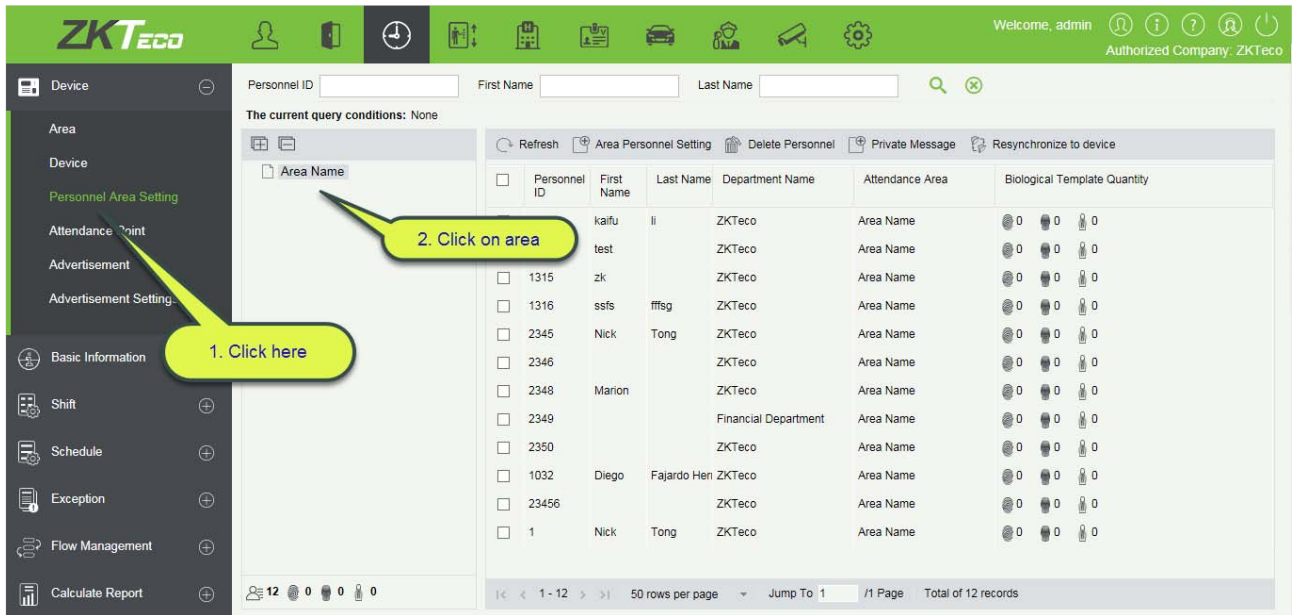 ZKTECO
Welcome, admin
Authorized Company: ZKTeco
Device
Area
Device
Personnel Area Setting
Attendance Point
Advertisement
Advertisement Settings
Basic Information
Shift
Schedule
Exception
Flow Management
Calculate Report
1. Click here
Personnel ID First Name Last Name
The current query conditions: None
Area Name
2. Click on area
12 0 0 0
Refresh Area Personnel Setting Delete Personnel Private Message Resynchronize to device
Personnel ID First Name Last Name Department Name Attendance Area Biological Template Quantity
kaifu li ZKTeco Area Name 0 0 0
test ZKTeco Area Name 0 0 0
1315 zk ZKTeco Area Name 0 0 0
1316 ssfs fffsg ZKTeco Area Name 0 0 0
2345 Nick Tong ZKTeco Area Name 0 0 0
2346 ZKTeco Area Name 0 0 0
2348 Marion ZKTeco Area Name 0 0 0
2349 Financial Department Area Name 0 0 0
2350 ZKTeco Area Name 0 0 0
1032 Diego Fajardo Her ZKTeco Area Name 0 0 0
23456 ZKTeco Area Name 0 0 0
1 Nick Tong ZKTeco Area Name 0 0 0
1 - 12 50 rows per page Jump To 1 /1 Page Total of 12 records